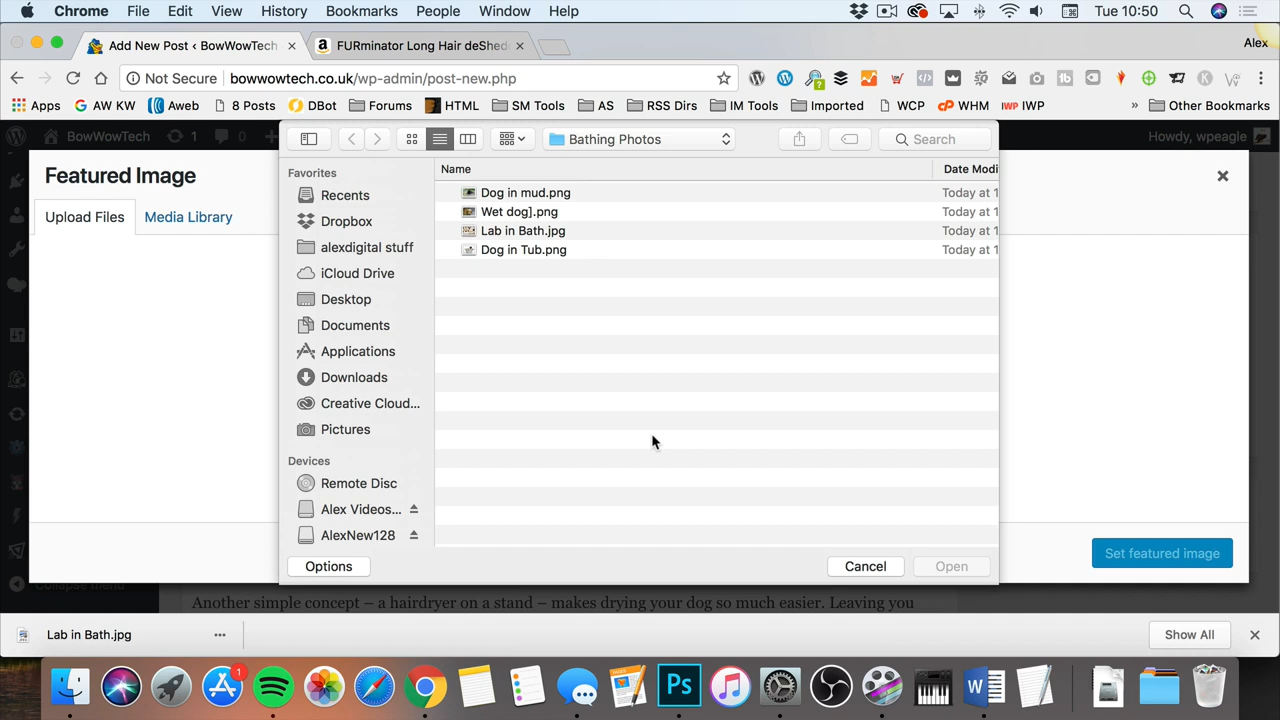 Chrome File Edit View History Bookmarks People Window Help Tue 10:50
Add New Post ‹ BowWowTech × FURminator Long Hair deShed × Alex
Not Secure bowwowtech.co.uk/wp-admin/post-new.php
Apps AW KW Aweb 8 Posts DBot Forums HTML SM Tools AS RSS Dirs IM Tools Imported WCP WHM IWP » Other Bookmarks
BowWowTech 1 0 Bathing Photos Search Howdy, wpeagle
Featured Image
Upload Files Media Library
Name Date Modi
Favorites
Recents
Dropbox
alexdigital stuff
iCloud Drive
Desktop
Documents
Applications
Downloads
Creative Cloud...
Pictures
Devices
Remote Disc
Alex Videos...
AlexNew128
Dog in mud.png Today at 1
Wet dog].png Today at 1
Lab in Bath.jpg Today at 1
Dog in Tub.png Today at 1
Options Cancel Open
Set featured image
Collapse menu
Another simple concept – a hairdryer on a stand – makes drying your dog so much easier. Leaving you
Lab in Bath.jpg ... Show All
1
Ps